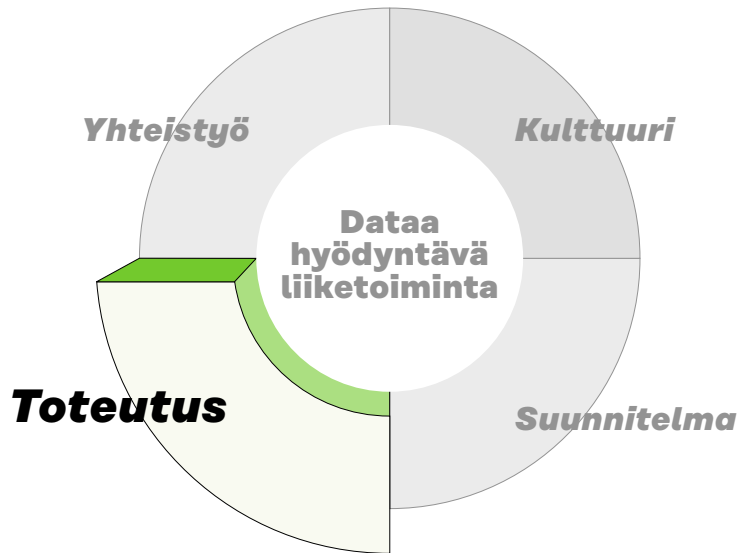 Yhteistyö
Kulttuuri
Dataa
hyödyntävä
liiketoiminta
Toteutus
Suunnitelma